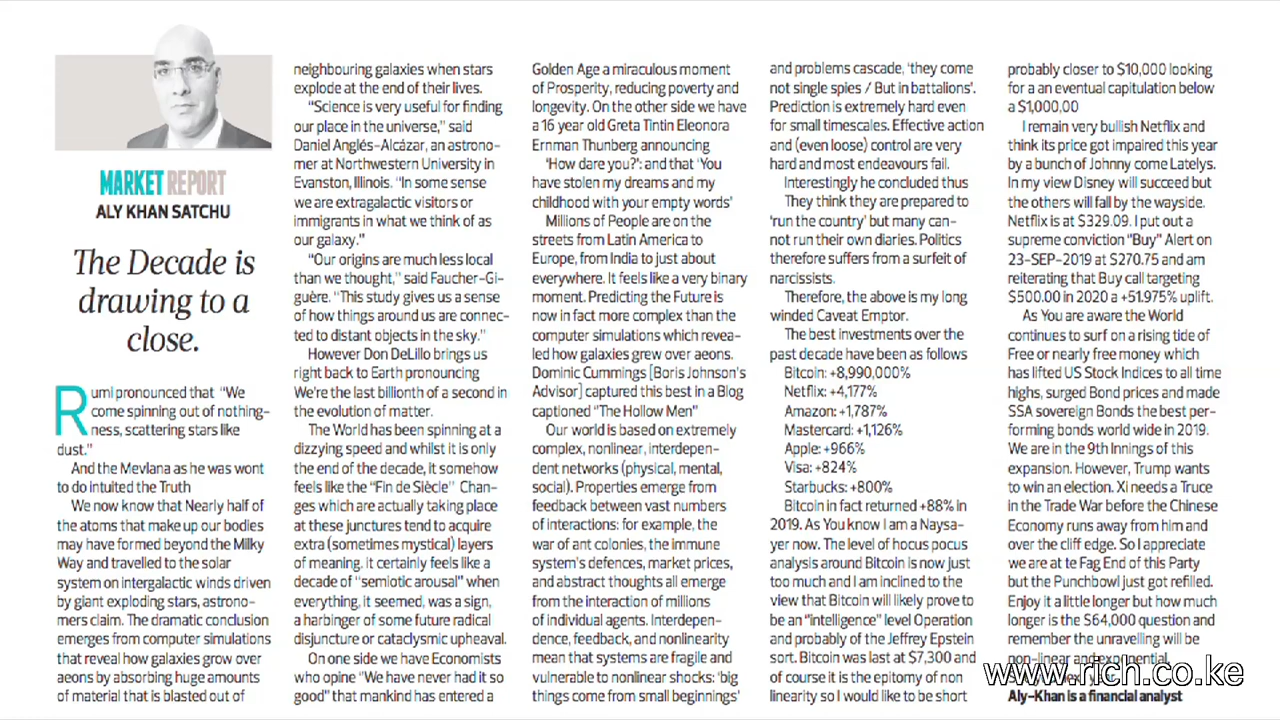 MARKET REPORT
ALY KHAN SATCHU
The Decade is
drawing to a
close.
Rumi pronounced that "We
come spinning out of nothing-
ness, scattering stars like
dust."
And the Mevlana as he was wont
to do intuited the Truth
We now know that Nearly half of
the atoms that make up our bodies
may have formed beyond the Milky
Way and travelled to the solar
system on intergalactic winds driven
by giant exploding stars, astrono-
mers claim. The dramatic conclusion
emerges from computer simulations
that reveal how galaxies grow over
aeons by absorbing huge amounts
of material that is blasted out of
neighbouring galaxies when stars
explode at the end of their lives.
"Science is very useful for finding
our place in the universe," said
Daniel Anglés-Alcázar, an astrono-
mer at Northwestern University in
Evanston, Illinois. "In some sense
we are extragalactic visitors or
immigrants in what we think of as
our galaxy."
"Our origins are much less local
than we thought," said Faucher-Gi-
guère. "This study gives us a sense
of how things around us are connec-
ted to distant objects in the sky."
However Don DeLillo brings us
right back to Earth pronouncing
We're the last billionth of a second in
the evolution of matter.
The World has been spinning at a
dizzying speed and whilst it is only
the end of the decade, it somehow
feels like the "Fin de Siècle" Chan-
ges which are actually taking place
at these junctures tend to acquire
extra (sometimes mystical) layers
of meaning. It certainly feels like a
decade of "semiotic arousal" when
everything, it seemed, was a sign,
a harbinger of some future radical
disjuncture or cataclysmic upheaval.
On one side we have Economists
who opine "We have never had it so
good" that mankind has entered a
Golden Age a miraculous moment
of Prosperity, reducing poverty and
longevity. On the other side we have
a 16 year old Greta Tintin Eleonora
Ernman Thunberg announcing
'How dare you?': and that 'You
have stolen my dreams and my
childhood with your empty words'
Millions of People are on the
streets from Latin America to
Europe, from India to just about
everywhere. It feels like a very binary
moment. Predicting the Future is
now in fact more complex than the
computer simulations which revea-
led how galaxies grew over aeons.
Dominic Cummings [Boris Johnson's
Advisor] captured this best in a Blog
captioned "The Hollow Men"
Our world is based on extremely
complex, nonlinear, interdepen-
dent networks (physical, mental,
social). Properties emerge from
feedback between vast numbers
of interactions: for example, the
war of ant colonies, the immune
system's defences, market prices,
and abstract thoughts all emerge
from the interaction of millions
of individual agents. Interdepen-
dence, feedback, and nonlinearity
mean that systems are fragile and
vulnerable to nonlinear shocks: 'big
things come from small beginnings'
and problems cascade, 'they come
not single spies / But in battalions'.
Prediction is extremely hard even
for small timescales. Effective action
and (even loose) control are very
hard and most endeavours fail.
Interestingly he concluded thus
They think they are prepared to
'run the country' but many can-
not run their own diaries. Politics
therefore suffers from a surfeit of
narcissists.
Therefore, the above is my long
winded Caveat Emptor.
The best investments over the
past decade have been as follows
Bitcoin: +8,990,000%
Netflix: +4,177%
Amazon: +1,787%
Mastercard: +1,126%
Apple: +966%
Visa: +824%
Starbucks: +800%
Bitcoin in fact returned +88% in
2019. As You know I am a Naysa-
yer now. The level of hocus pocus
analysis around Bitcoin is now just
too much and I am inclined to the
view that Bitcoin will likely prove to
be an "intelligence" level Operation
and probably of the Jeffrey Epstein
sort. Bitcoin was last at $7,300 and
of course it is the epitomy of non
linearity so I would like to be short
probably closer to $10,000 looking
for an eventual capitulation below
a $1,000.00
I remain very bullish Netflix and
think its price got impaired this year
by a bunch of Johnny come Latelys.
In my view Disney will succeed but
the others will fall by the wayside.
Netflix is at $329.09. I put out a
supreme conviction "Buy" Alert on
23-SEP-2019 at $270.75 and am
reiterating that Buy call targeting
$500.00 in 2020 a +51.975% uplift.
As You are aware the World
continues to surf on a rising tide of
Free or nearly free money which
has lifted US Stock Indices to all time
highs, surged Bond prices and made
SSA sovereign Bonds the best per-
forming bonds world wide in 2019.
We are in the 9th Innings of this
expansion. However, Trump wants
to win an election. Xi needs a Truce
in the Trade War before the Chinese
Economy runs away from him and
over the cliff edge. So I appreciate
we are at te Fag End of this Party
but the Punchbowl just got refilled.
Enjoy it a little longer but how much
longer is the $64,000 question and
remember the unravelling will be
non-linear and exponential.
www.rich.co.ke
Aly-Khan is a financial analyst